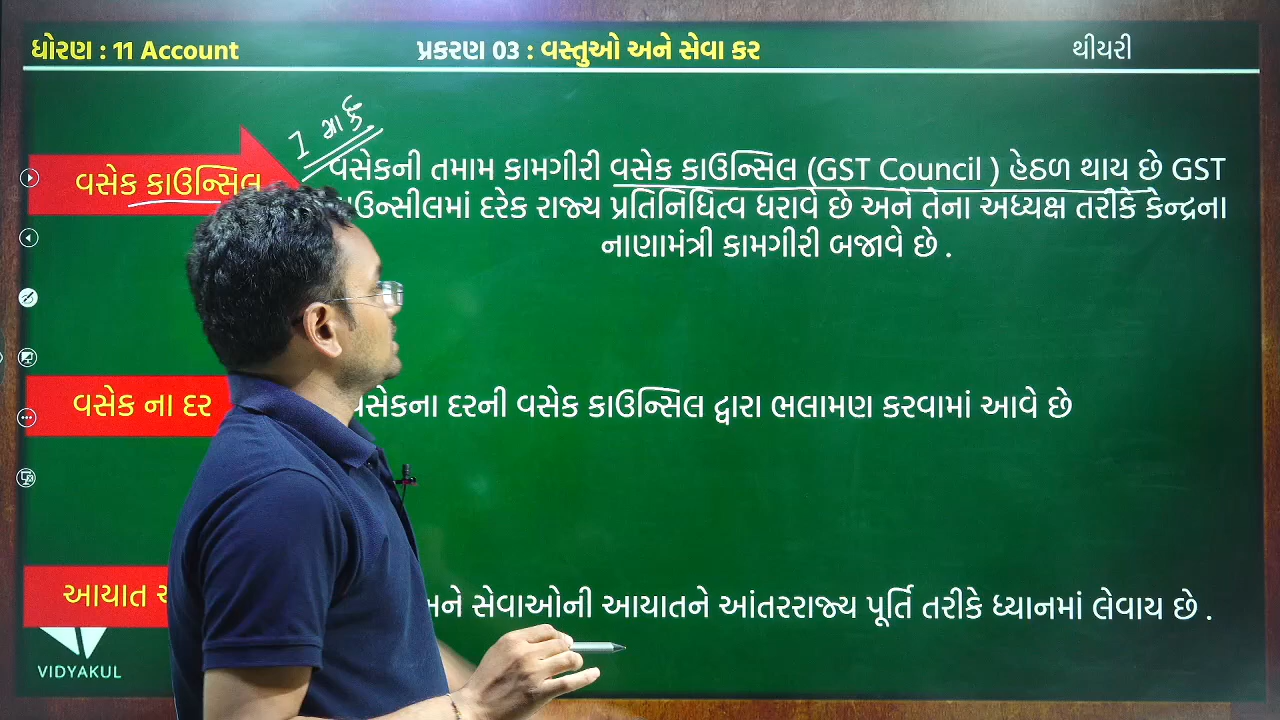 ધોરણ : 11 Account
પ્રકરણ 03 : વસ્તુઓ અને સેવા કર
થીયરી
1 માર્ક
વસેક કાઉન્સિલ
વસેકની તમામ કામગીરી વસેક કાઉન્સિલ (GST Council ) હેઠળ થાય છે GST
કાઉન્સીલમાં દરેક રાજ્ય પ્રતિનિધિત્વ ધરાવે છે અને તેના અધ્યક્ષ તરીકે કેન્દ્રના
નાણામંત્રી કામગીરી બજાવે છે .
વસેક ના દર
વસેકના દરની વસેક કાઉન્સિલ દ્વારા ભલામણ કરવામાં આવે છે
આયાત
અને સેવાઓની આયાતને આંતરરાજ્ય પૂર્તિ તરીકે ધ્યાનમાં લેવાય છે .
VIDYAKUL